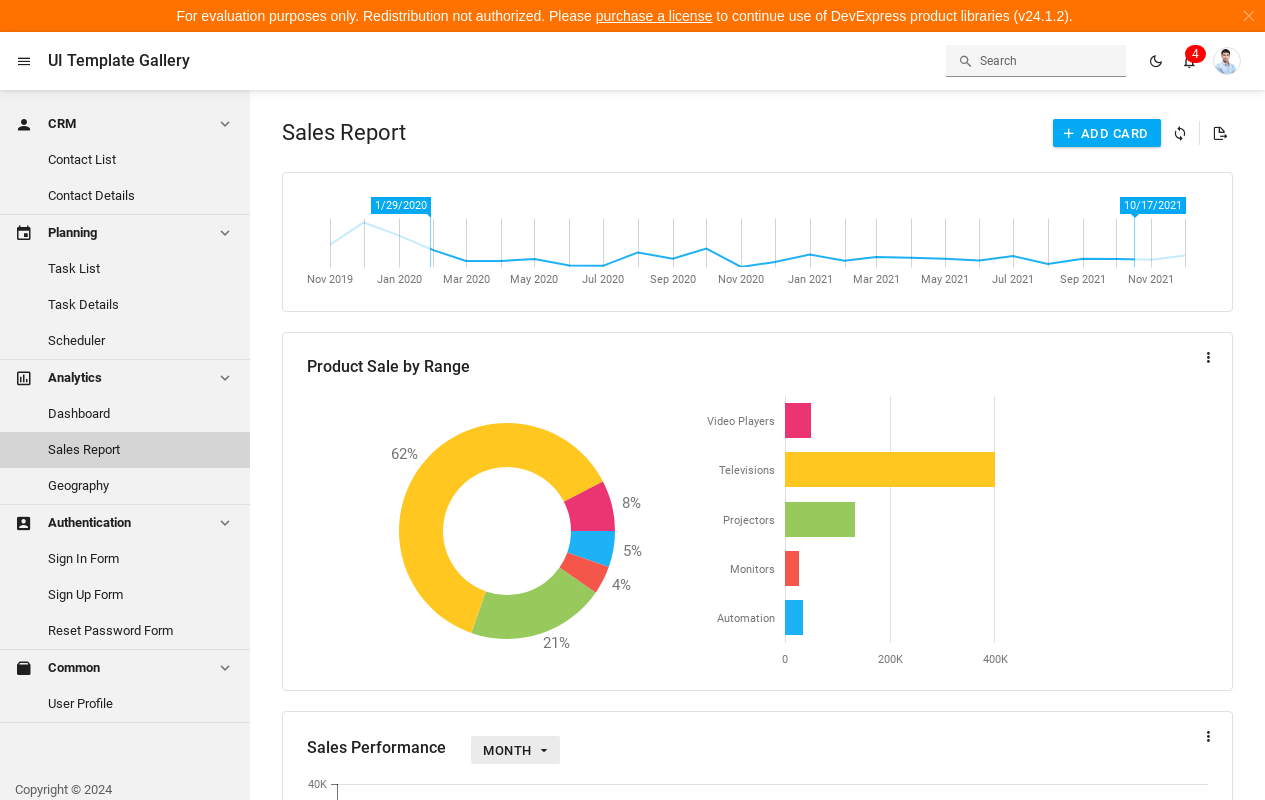 For evaluation purposes only. Redistribution not authorized. Please purchase a license to continue use of DevExpress product libraries (v24.1.2).
UI Template Gallery
Search
4
CRM
Contact List
Contact Details
Planning
Task List
Task Details
Scheduler
Analytics
Dashboard
Sales Report
Geography
Authentication
Sign In Form
Sign Up Form
Reset Password Form
Common
User Profile
Copyright © 2024
Sales Report
ADD CARD
1/29/2020 10/17/2021
Nov 2019 Jan 2020 Mar 2020 May 2020 Jul 2020 Sep 2020 Nov 2020 Jan 2021 Mar 2021 May 2021 Jul 2021 Sep 2021 Nov 2021
Product Sale by Range
62%
8%
5%
4%
21%
Video Players
Televisions
Projectors
Monitors
Automation
0 200K 400K
Sales Performance
MONTH
40K